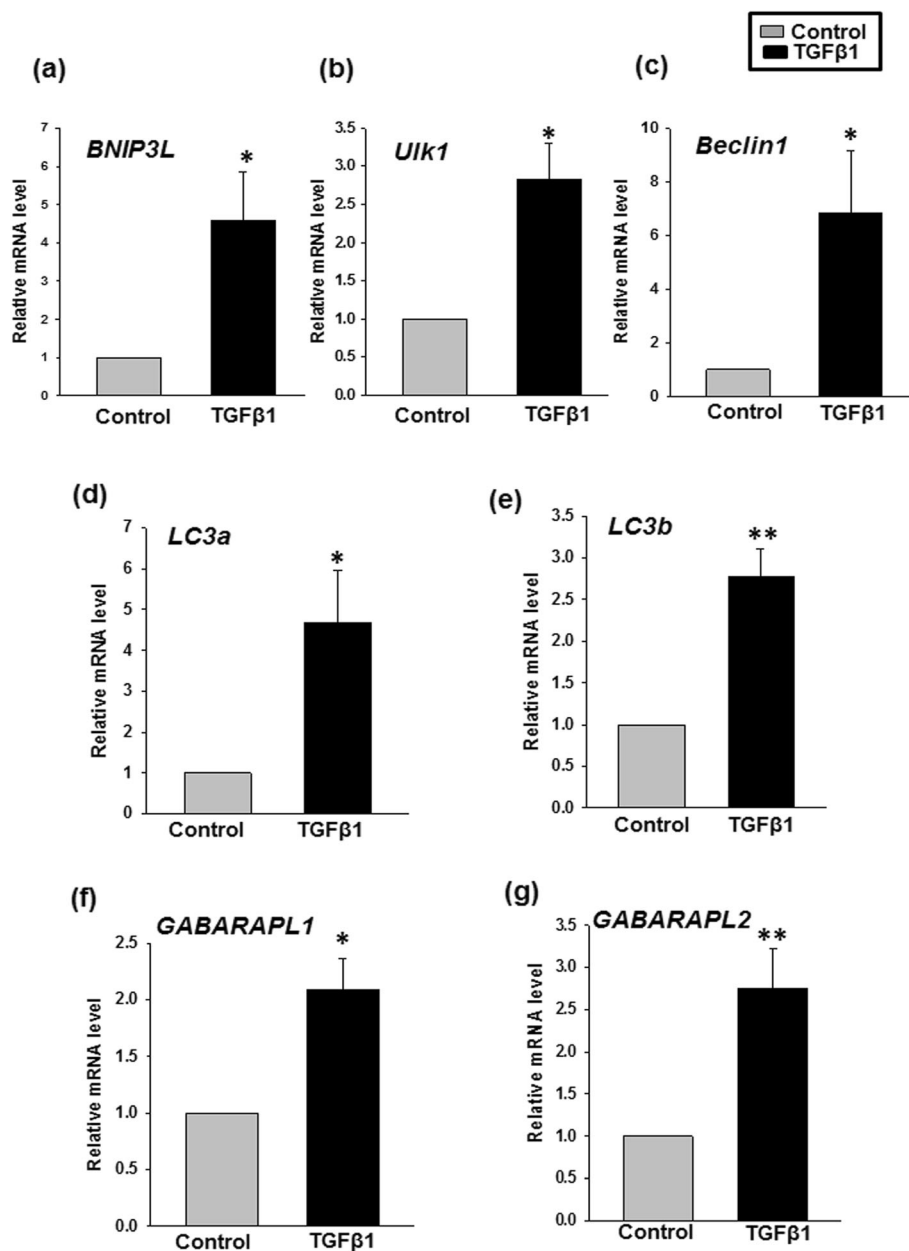 Control
TGFβ1
(a)
(b)
(c)
BNIP3L
Ulk1
Beclin1
*
*
*
Relative mRNA level
7
6
5
4
3
2
1
0
Relative mRNA level
3.5
3.0
2.5
2.0
1.5
1.0
0.5
0.0
Relative mRNA level
10
8
6
4
2
0
Control TGFβ1
Control TGFβ1
Control TGFβ1
(d)
(e)
LC3a
LC3b
*
**
Relative mRNA level
7
6
5
4
3
2
1
0
Relative mRNA level
3.5
3.0
2.5
2.0
1.5
1.0
0.5
0.0
Control TGFβ1
Control TGFβ1
(f)
(g)
GABARAPL1
GABARAPL2
*
**
Relative mRNA level
2.5
2.0
1.5
1.0
0.5
0.0
Relative mRNA level
3.5
3.0
2.5
2.0
1.5
1.0
0.5
0.0
Control TGFβ1
Control TGFβ1